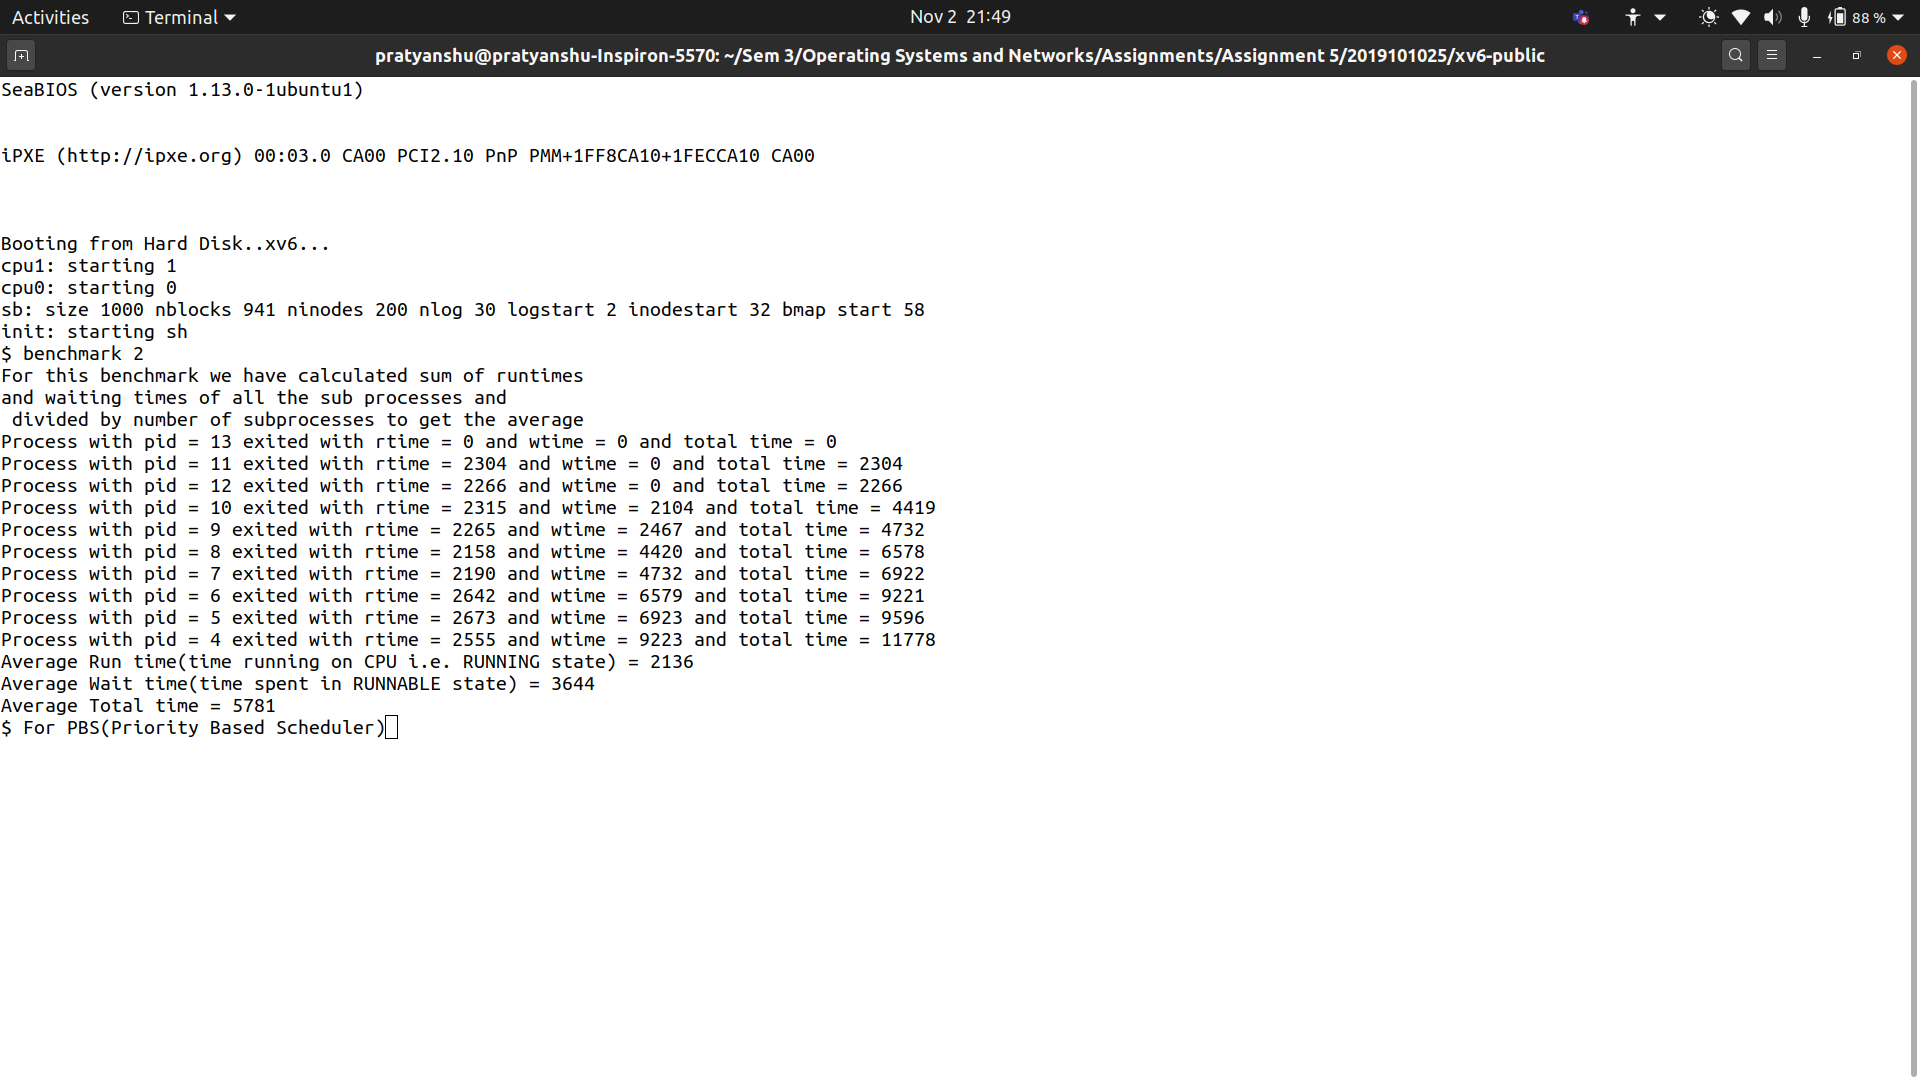 Activities Terminal Nov 2 21:49 88 %
pratyanshu@pratyanshu-Inspiron-5570: ~/Sem 3/Operating Systems and Networks/Assignments/Assignment 5/2019101025/xv6-public
SeaBIOS (version 1.13.0-1ubuntu1)
iPXE (http://ipxe.org) 00:03.0 CA00 PCI2.10 PnP PMM+1FF8CA10+1FECCA10 CA00
Booting from Hard Disk..xv6...
cpu1: starting 1
cpu0: starting 0
sb: size 1000 nblocks 941 ninodes 200 nlog 30 logstart 2 inodestart 32 bmap start 58
init: starting sh
$ benchmark 2
For this benchmark we have calculated sum of runtimes
and waiting times of all the sub processes and
 divided by number of subprocesses to get the average
Process with pid = 13 exited with rtime = 0 and wtime = 0 and total time = 0
Process with pid = 11 exited with rtime = 2304 and wtime = 0 and total time = 2304
Process with pid = 12 exited with rtime = 2266 and wtime = 0 and total time = 2266
Process with pid = 10 exited with rtime = 2315 and wtime = 2104 and total time = 4419
Process with pid = 9 exited with rtime = 2265 and wtime = 2467 and total time = 4732
Process with pid = 8 exited with rtime = 2158 and wtime = 4420 and total time = 6578
Process with pid = 7 exited with rtime = 2190 and wtime = 4732 and total time = 6922
Process with pid = 6 exited with rtime = 2642 and wtime = 6579 and total time = 9221
Process with pid = 5 exited with rtime = 2673 and wtime = 6923 and total time = 9596
Process with pid = 4 exited with rtime = 2555 and wtime = 9223 and total time = 11778
Average Run time(time running on CPU i.e. RUNNING state) = 2136
Average Wait time(time spent in RUNNABLE state) = 3644
Average Total time = 5781
$ For PBS(Priority Based Scheduler)